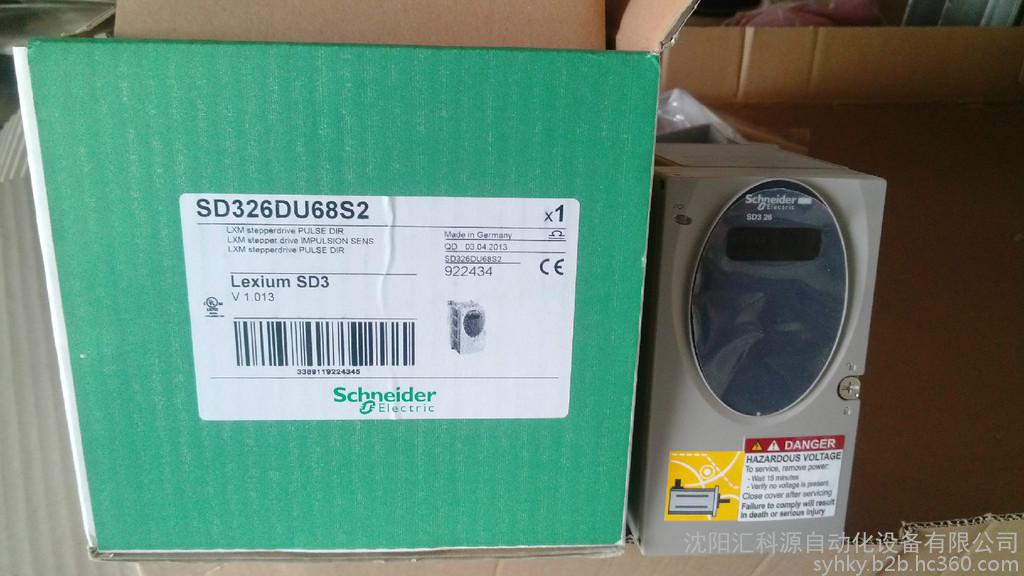 SD326DU68S2
x1
LXM stepperdrive PULSE DIR
LXM stepper drive IMPULSION SENS
LXM stepperdrive PULSE DIR
Made in Germany
QD 03.04.2013
SD326DU68S2
922434
CE
Lexium SD3
V 1.013
3389119224345
Schneider
Electric
Schneider
Electric
SD3 26
DANGER
HAZARDOUS VOLTAGE
To service, remove power:
- Wait 15 minutes
- Verify no voltage is present.
Close cover after servicing
Failure to comply will result
in death or serious injury
沈阳汇科源自动化设备有限公司
syhky.b2b.hc360.com